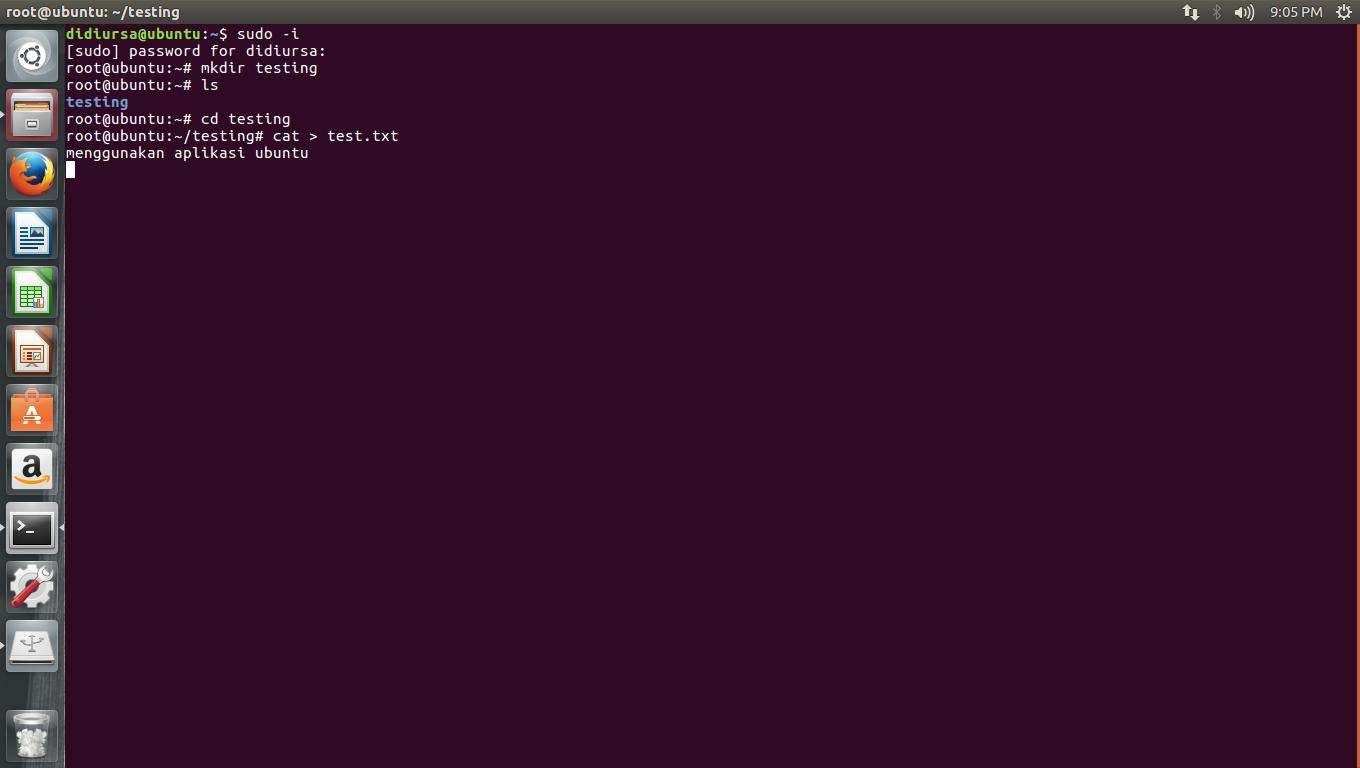 root@ubuntu: ~/testing
9:05 PM
didiursa@ubuntu:~$ sudo -i
[sudo] password for didiursa:
root@ubuntu:~# mkdir testing
root@ubuntu:~# ls
testing
root@ubuntu:~# cd testing
root@ubuntu:~/testing# cat > test.txt
menggunakan aplikasi ubuntu